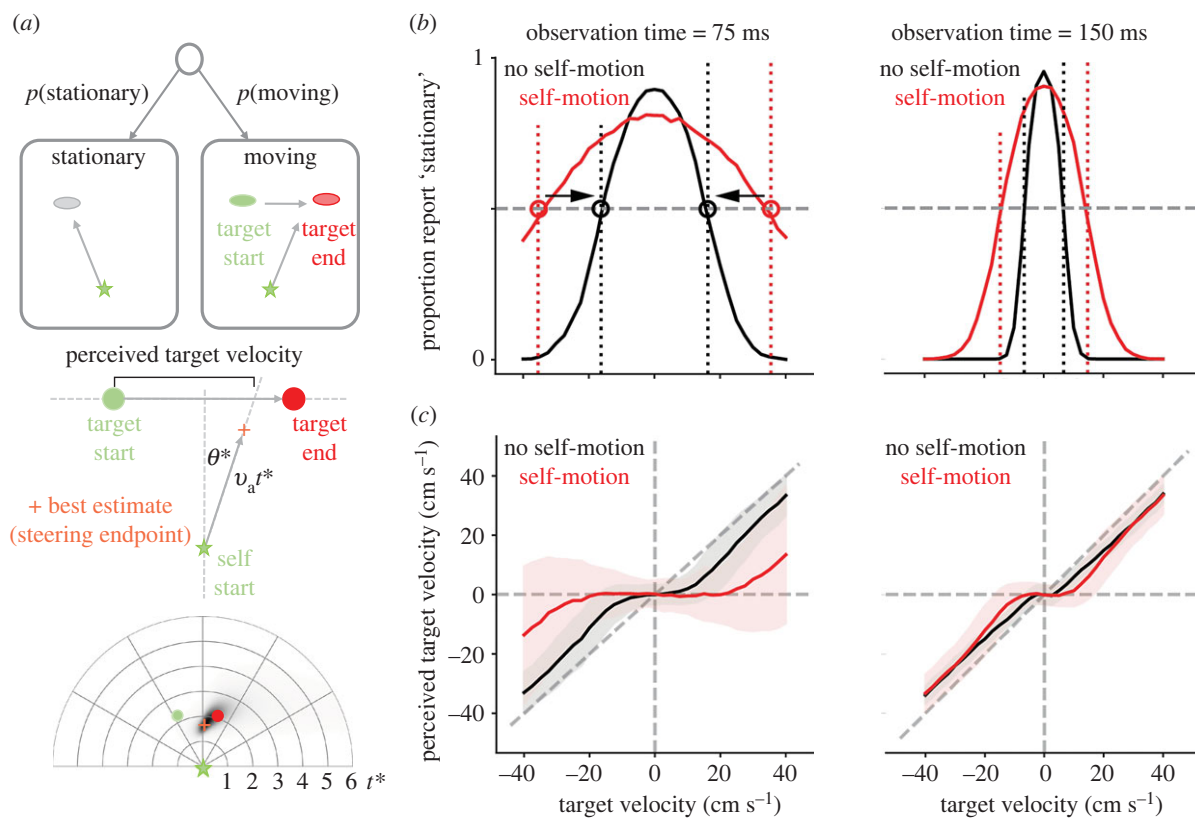 (a)
p(stationary)
p(moving)
stationary
moving
target
start
target
end
perceived target velocity
target
start
target
end
θ*
υₐt*
+ best estimate
(steering endpoint)
self
start
1 2 3 4 5 6 t*
(b)
observation time = 75 ms
no self-motion
self-motion
1
0
proportion report 'stationary'
observation time = 150 ms
no self-motion
self-motion
(c)
no self-motion
self-motion
40
20
0
–20
–40
perceived target velocity (cm s⁻¹)
–40 –20 0 20 40
target velocity (cm s⁻¹)
no self-motion
self-motion
–40 –20 0 20 40
target velocity (cm s⁻¹)